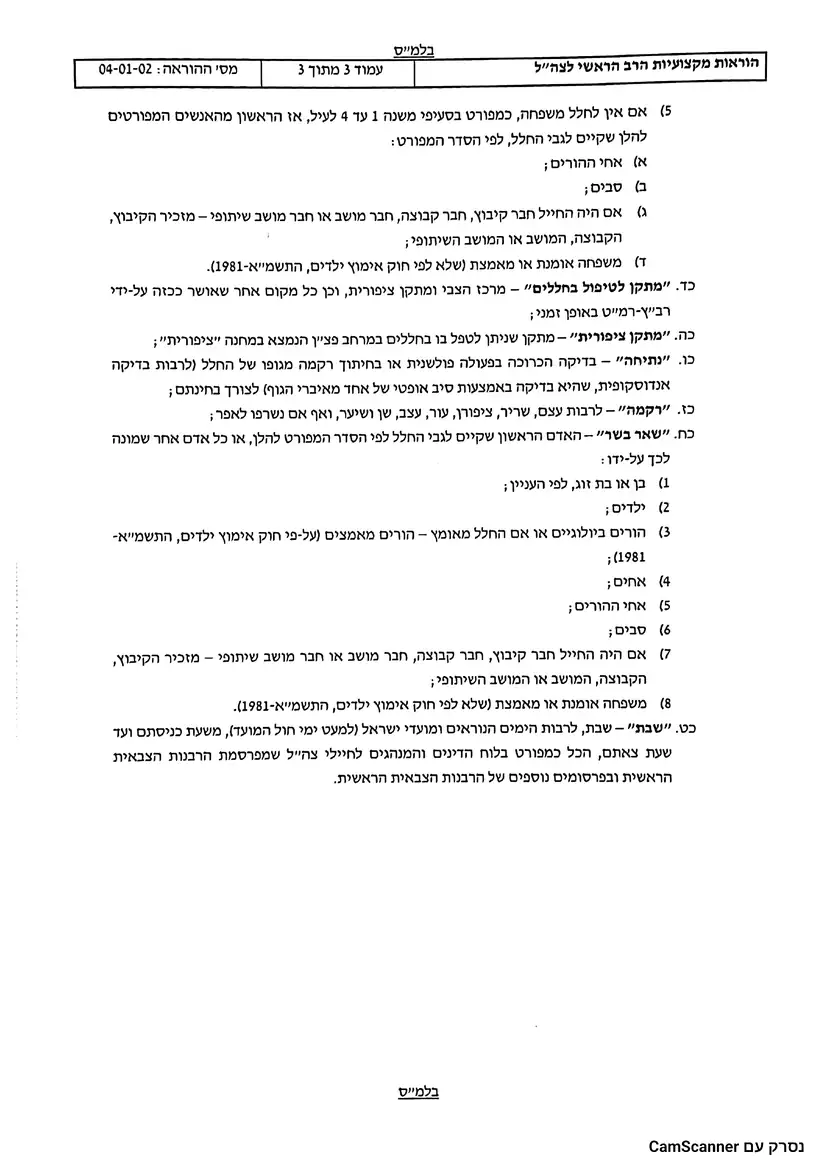 בלמ״ס
הוראות מקצועיות הרב הראשי לצה״ל עמוד 3 מתוך 3 מס׳ ההוראה: 04-01-02
5) אם אין לחלל משפחה, כמפורט בסעיפי משנה 1 עד 4 לעיל, אז הראשון מהאנשים המפורטים
להלן שקיים לגבי החלל, לפי הסדר המפורט:
א) אחי ההורים;
ב) סבים;
ג) אם היה החייל חבר קיבוץ, חבר קבוצה, חבר מושב או חבר מושב שיתופי – מזכיר הקיבוץ,
הקבוצה, המושב או המושב השיתופי;
ד) משפחה אומנת או מאמצת (שלא לפי חוק אימוץ ילדים, התשמ״א-1981).
כד. ״מתקן לטיפול בחללים״ – מרכז הצבי ומתקן ציפורית, וכן כל מקום אחר שאושר ככזה על-ידי
רב״ץ-רמ״ט באופן זמני;
כה. ״מתקן ציפורית״ – מתקן שניתן לטפל בו בחללים במרחב פצ״ן הנמצא במחנה ״ציפורית״;
כו. ״נתיחה״ – בדיקה הכרוכה בפעולה פולשנית או בחיתוך רקמה מגופו של החלל (לרבות בדיקה
אנדוסקופית, שהיא בדיקה באמצעות סיב אופטי של אחד מאיברי הגוף) לצורך בחינתם;
כז. ״רקמה״ – לרבות עצם, שריר, ציפורן, עור, עצב, שן ושיער, ואף אם נשרפו לאפר;
כח. ״שאר בשר״ – האדם הראשון שקיים לגבי החלל לפי הסדר המפורט להלן, או כל אדם אחר שמונה
לכך על-ידו:
1) בן או בת זוג, לפי העניין;
2) ילדים;
3) הורים ביולוגיים או אם החלל מאומץ – הורים מאמצים (על-פי חוק אימוץ ילדים, התשמ״א-
1981);
4) אחים;
5) אחי ההורים;
6) סבים;
7) אם היה החייל חבר קיבוץ, חבר קבוצה, חבר מושב או חבר מושב שיתופי – מזכיר הקיבוץ,
הקבוצה, המושב או המושב השיתופי;
8) משפחה אומנת או מאמצת (שלא לפי חוק אימוץ ילדים, התשמ״א-1981).
כט. ״שבת״ – שבת, לרבות הימים הנוראים ומועדי ישראל (למעט ימי חול המועד), משעת כניסתם ועד
שעת צאתם, הכל כמפורט בלוח הדינים והמנהגים לחיילי צה״ל שמפרסמת הרבנות הצבאית
הראשית ובפרסומים נוספים של הרבנות הצבאית הראשית.
בלמ״ס
נסרק עם CamScanner